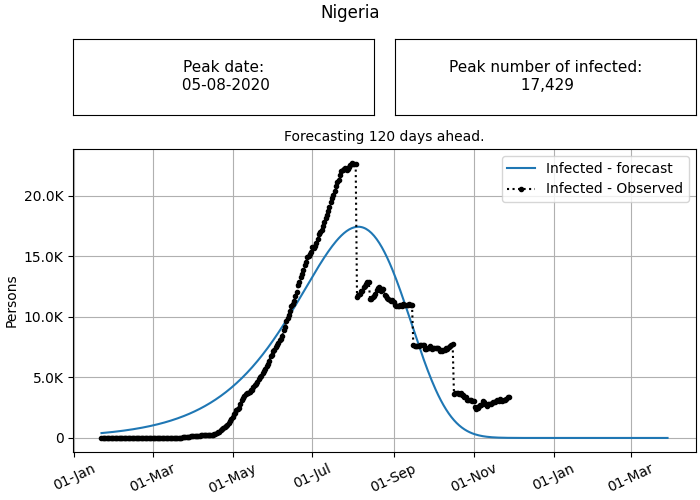 Nigeria
Peak date:
05-08-2020
Peak number of infected:
17,429
Forecasting 120 days ahead.
Infected - forecast
Infected - Observed
Persons
20.0K
15.0K
10.0K
5.0K
0
01-Jan
01-Mar
01-May
01-Jul
01-Sep
01-Nov
01-Jan
01-Mar